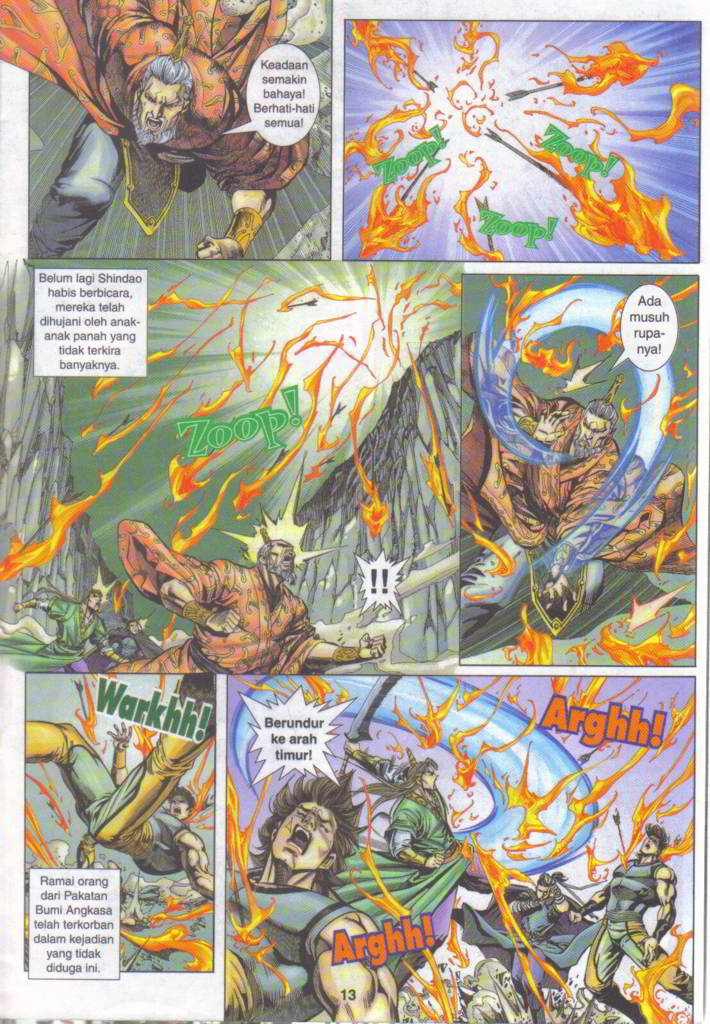 Keadaan
semakin
bahaya!
Berhati-hati
semua!
Zoop!
Zoop!
Zoop!
Belum lagi Shindao
habis berbicara,
mereka telah
dihujani oleh anak-
anak panah yang
tidak terkira
banyaknya.
Zoop!
!!
Ada
musuh
rupa-
nya!
Warkhh!
Ramai orang
dari Pakatan
Bumi Angkasa
telah terkorban
dalam kejadian
yang tidak
diduga ini.
Berundur
ke arah
timur!
Arghh!
Arghh!
13